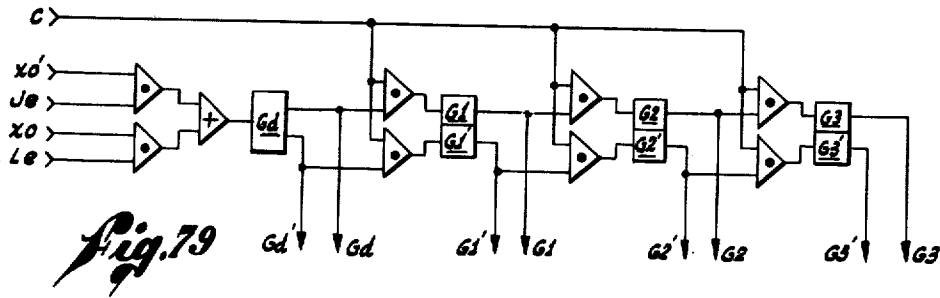 C
xo'
Je
xo
Le
+
Gd
G1
G1'
G2
G2'
G3
G3'
Gd' Gd G1' G1 G2' G2 G3' G3
Fig. 79